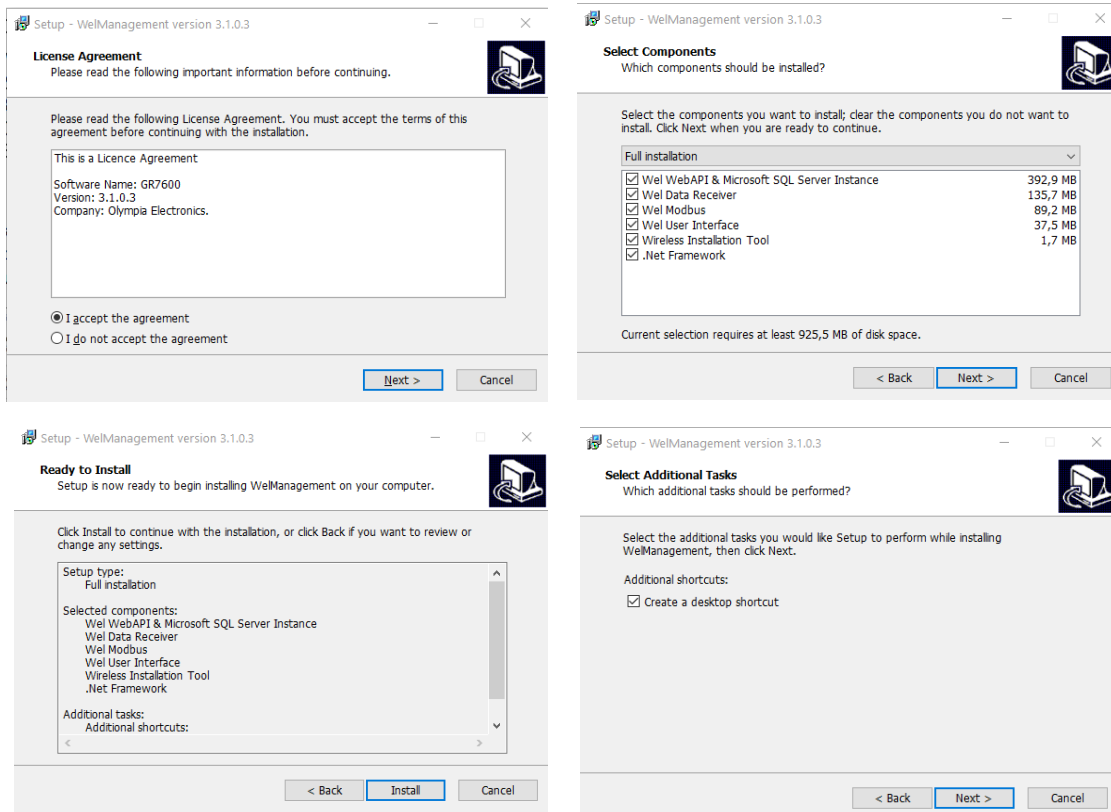 Setup - WelManagement version 3.1.0.3
License Agreement
Please read the following important information before continuing.
Please read the following License Agreement. You must accept the terms of this
agreement before continuing with the installation.
This is a Licence Agreement
Software Name: GR7600
Version: 3.1.0.3
Company: Olympia Electronics.
I accept the agreement
I do not accept the agreement
Next >
Cancel
Setup - WelManagement version 3.1.0.3
Select Components
Which components should be installed?
Select the components you want to install; clear the components you do not want to
install. Click Next when you are ready to continue.
Full installation
Wel WebAPI & Microsoft SQL Server Instance 392,9 MB
Wel Data Receiver 135,7 MB
Wel Modbus 89,2 MB
Wel User Interface 37,5 MB
Wireless Installation Tool 1,7 MB
.Net Framework
Current selection requires at least 925,5 MB of disk space.
< Back
Next >
Cancel
Setup - WelManagement version 3.1.0.3
Ready to Install
Setup is now ready to begin installing WelManagement on your computer.
Click Install to continue with the installation, or click Back if you want to review or
change any settings.
Setup type:
Full installation
Selected components:
Wel WebAPI & Microsoft SQL Server Instance
Wel Data Receiver
Wel Modbus
Wel User Interface
Wireless Installation Tool
.Net Framework
Additional tasks:
Additional shortcuts:
< Back
Install
Cancel
Setup - WelManagement version 3.1.0.3
Select Additional Tasks
Which additional tasks should be performed?
Select the additional tasks you would like Setup to perform while installing
WelManagement, then click Next.
Additional shortcuts:
Create a desktop shortcut
< Back
Next >
Cancel